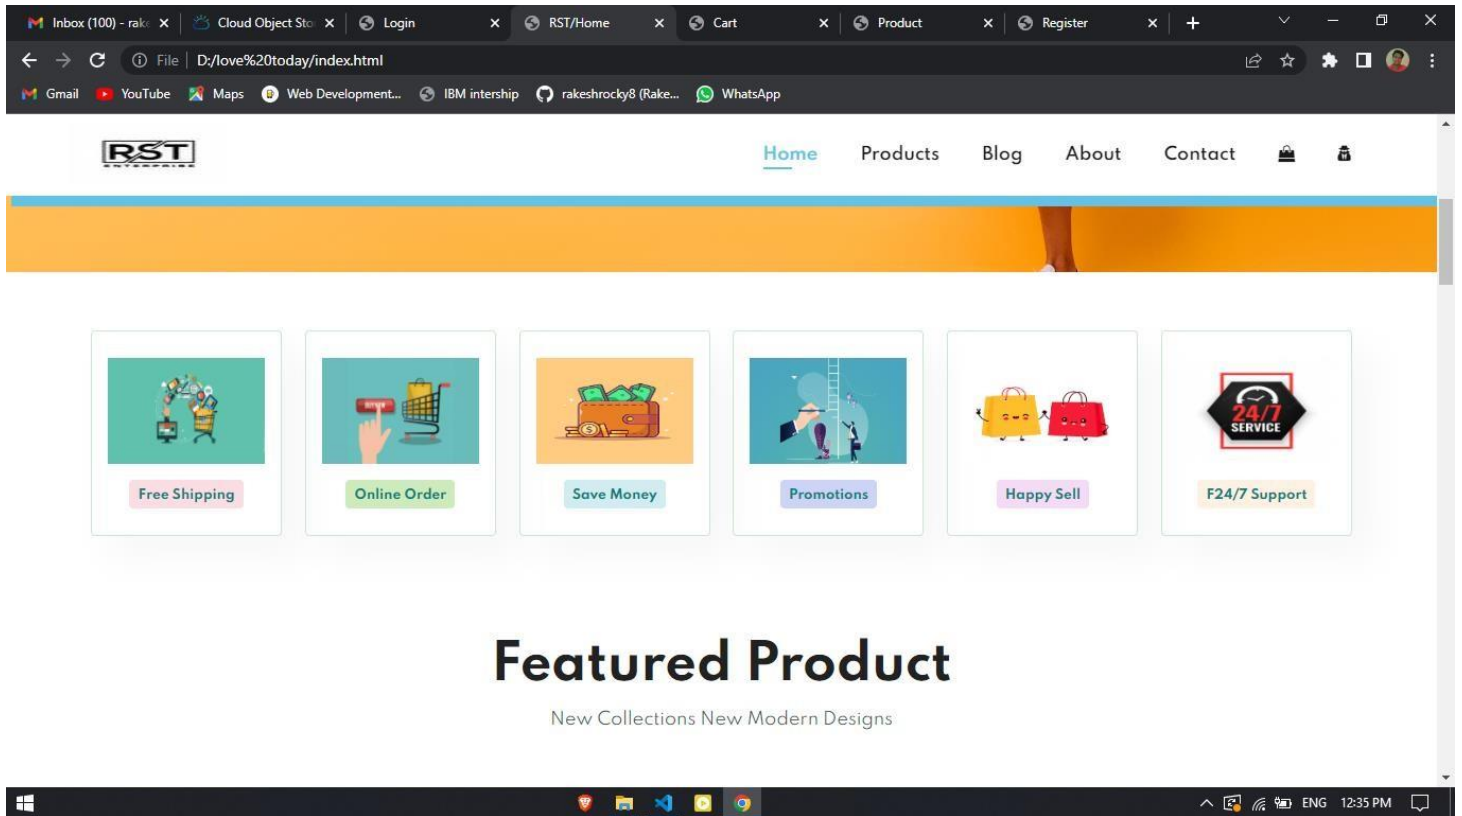 Inbox (100) - rake Cloud Object Sto Login RST/Home Cart Product Register
File D:/love%20today/index.html
Gmail YouTube Maps Web Development... IBM intership rakeshrocky8 (Rake... WhatsApp
RST
ENTERPRISE
Home Products Blog About Contact
24/7
SERVICE
Free Shipping Online Order Save Money Promotions Happy Sell F24/7 Support
Featured Product
New Collections New Modern Designs
ENG 12:35 PM